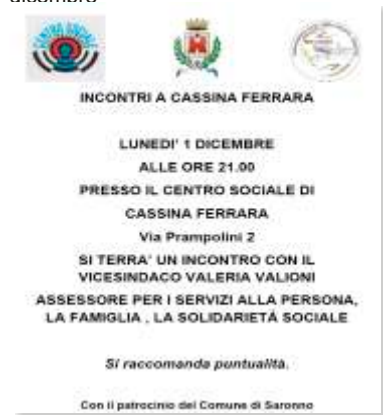 dicembre
CENTRO SOCIALE
INCONTRI A CASSINA FERRARA
LUNEDI' 1 DICEMBRE
ALLE ORE 21.00
PRESSO IL CENTRO SOCIALE DI
CASSINA FERRARA
Via Prampolini 2
SI TERRA' UN INCONTRO CON IL
VICESINDACO VALERIA VALIONI
ASSESSORE PER I SERVIZI ALLA PERSONA,
LA FAMIGLIA , LA SOLIDARIETÁ SOCIALE
Si raccomanda puntualità.
Con il patrocinio del Comune di Saronno